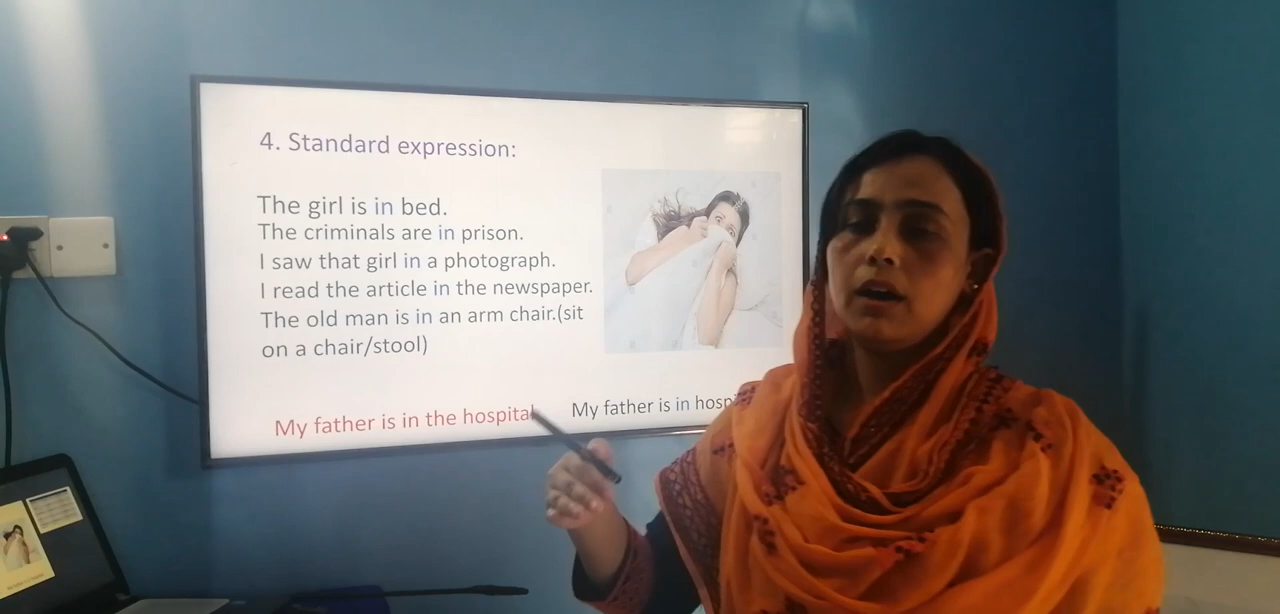 4. Standard expression:
The girl is in bed.
The criminals are in prison.
I saw that girl in a photograph.
I read the article in the newspaper.
The old man is in an arm chair.(sit
on a chair/stool)
My father is in the hospital My father is in